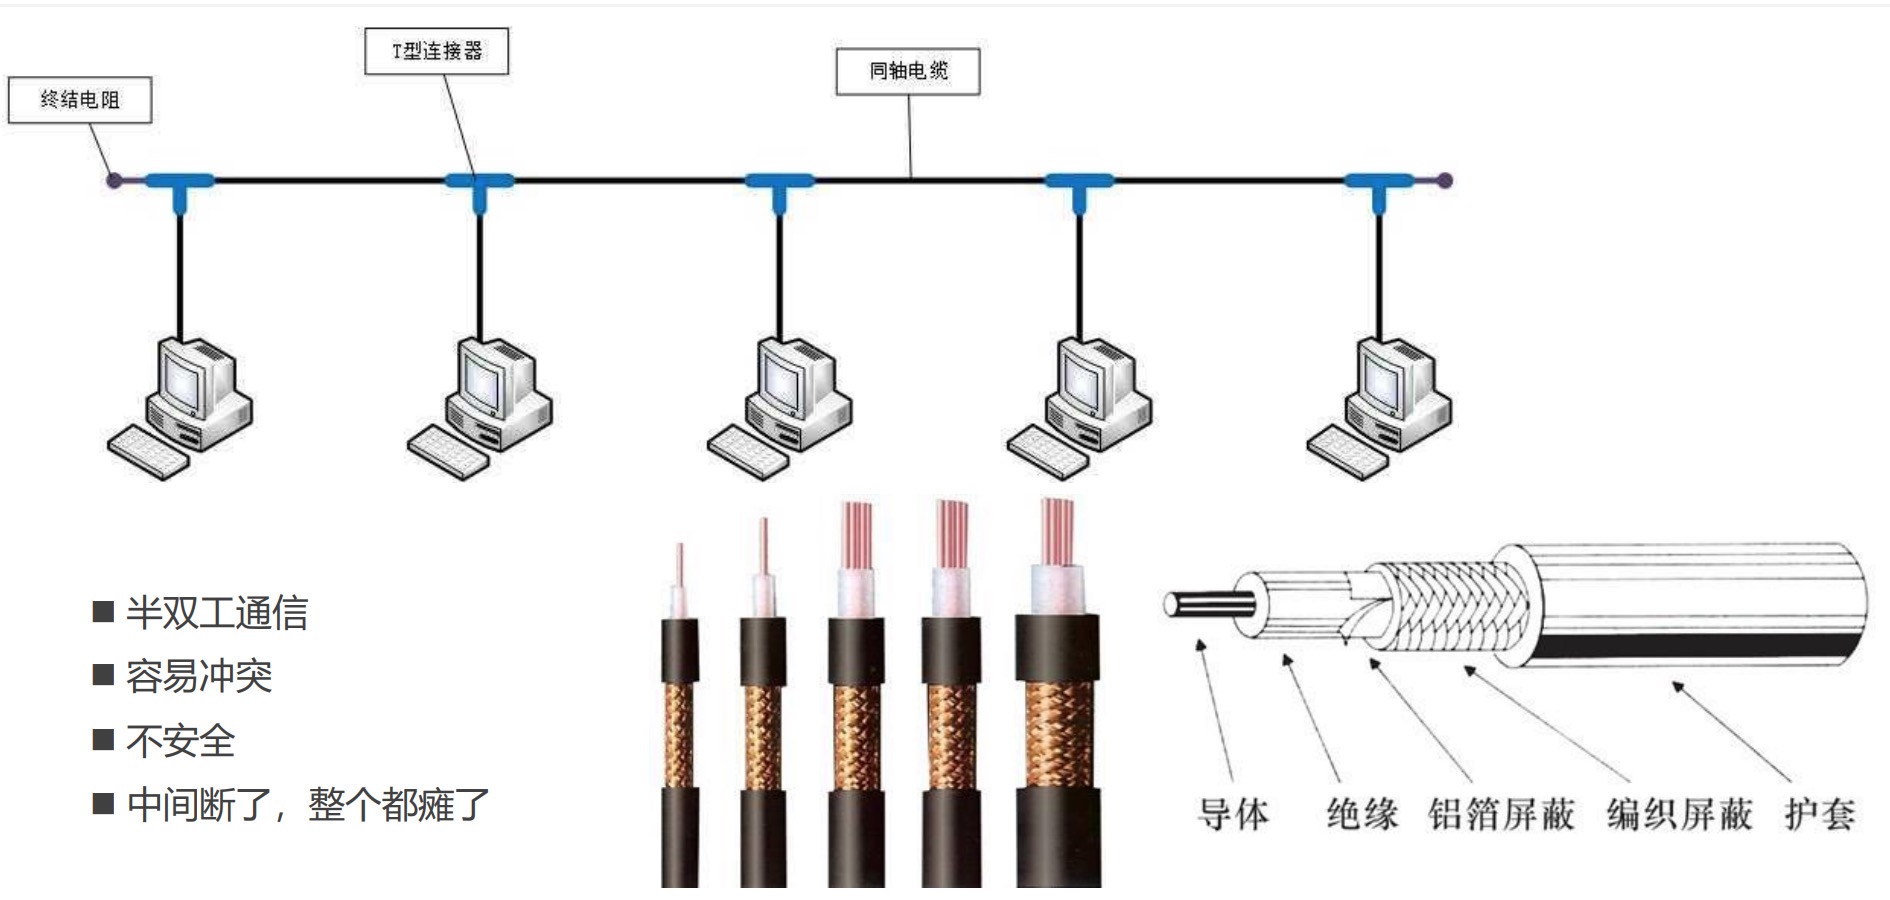 T型连接器
同轴电缆
终结电阻
■ 半双工通信
■ 容易冲突
■ 不安全
■ 中间断了，整个都瘫了
导体 绝缘 铝箔屏蔽 编织屏蔽 护套